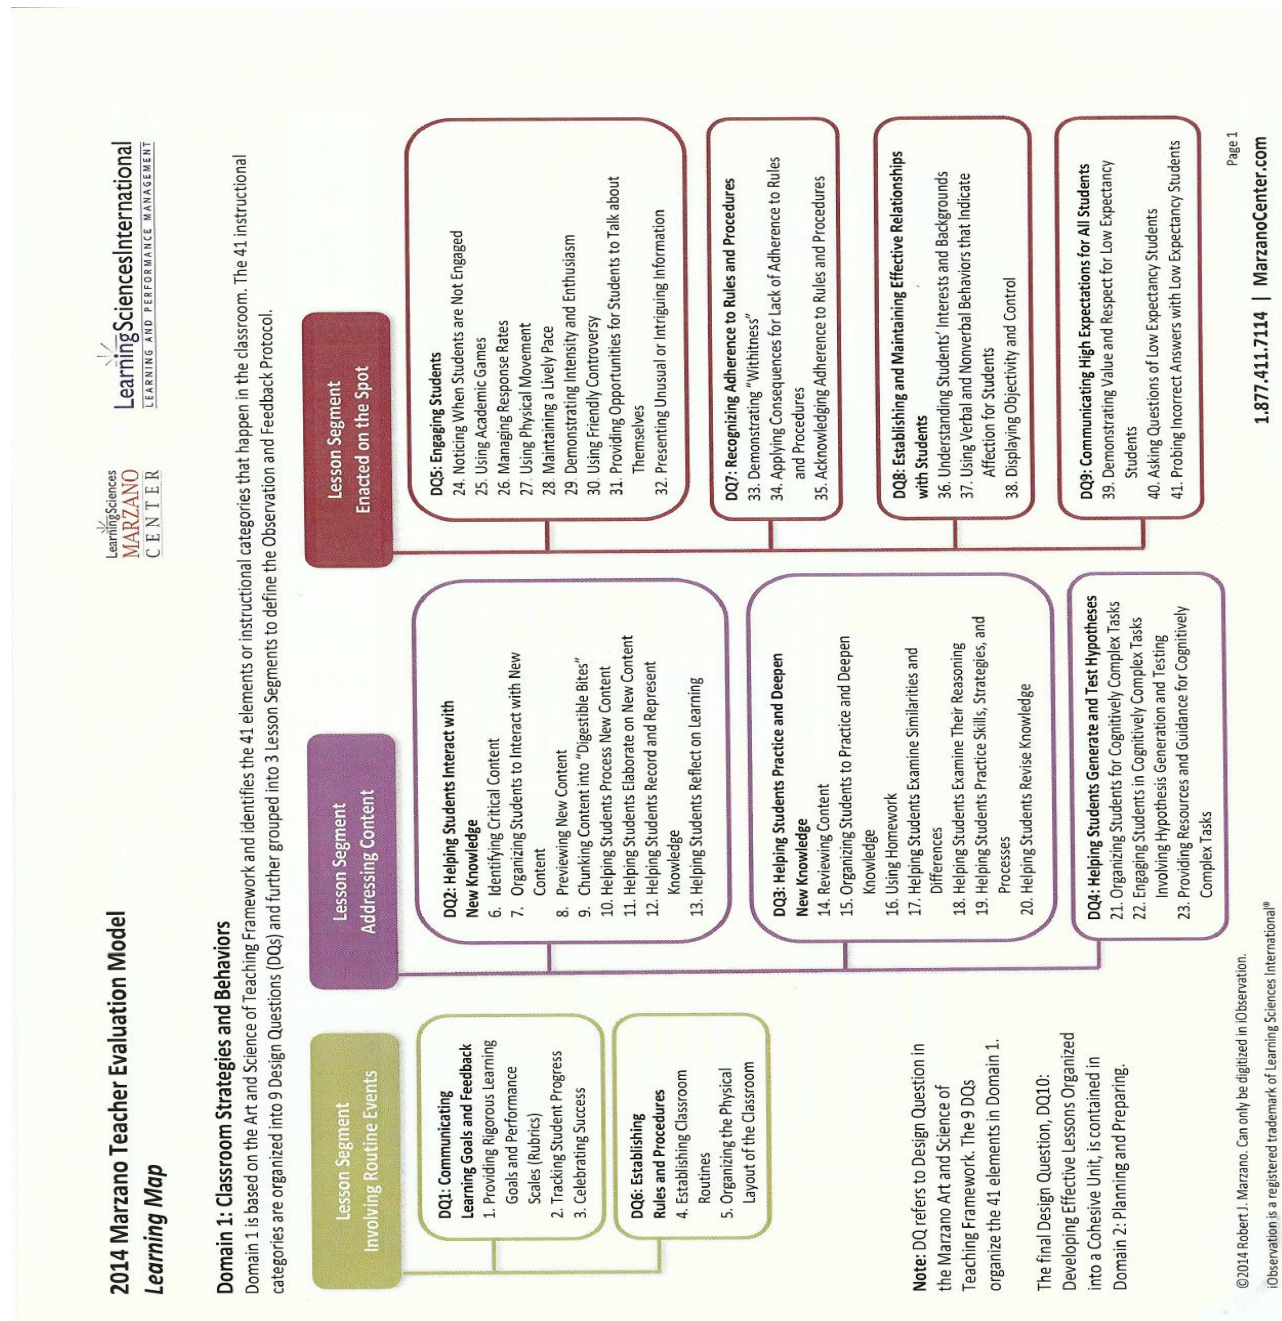 2014 Marzano Teacher Evaluation Model
Learning Map
LearningSciences
MARZANO
CENTER
LearningSciencesInternational
LEARNING AND PERFORMANCE MANAGEMENT
Domain 1: Classroom Strategies and Behaviors
Domain 1 is based on the Art and Science of Teaching Framework and identifies the 41 elements or instructional categories that happen in the classroom. The 41 instructional
categories are organized into 9 Design Questions (DQs) and further grouped into 3 Lesson Segments to define the Observation and Feedback Protocol.
Lesson Segment
Involving Routine Events
DQ1: Communicating
Learning Goals and Feedback
1. Providing Rigorous Learning
Goals and Performance
Scales (Rubrics)
2. Tracking Student Progress
3. Celebrating Success
DQ6: Establishing
Rules and Procedures
4. Establishing Classroom
Routines
5. Organizing the Physical
Layout of the Classroom
Note: DQ refers to Design Question in
the Marzano Art and Science of
Teaching Framework. The 9 DQs
organize the 41 elements in Domain 1.
The final Design Question, DQ10:
Developing Effective Lessons Organized
into a Cohesive Unit, is contained in
Domain 2: Planning and Preparing.
Lesson Segment
Addressing Content
DQ2: Helping Students Interact with
New Knowledge
6. Identifying Critical Content
7. Organizing Students to Interact with New
Content
8. Previewing New Content
9. Chunking Content into "Digestible Bites"
10. Helping Students Process New Content
11. Helping Students Elaborate on New Content
12. Helping Students Record and Represent
Knowledge
13. Helping Students Reflect on Learning
DQ3: Helping Students Practice and Deepen
New Knowledge
14. Reviewing Content
15. Organizing Students to Practice and Deepen
Knowledge
16. Using Homework
17. Helping Students Examine Similarities and
Differences
18. Helping Students Examine Their Reasoning
19. Helping Students Practice Skills, Strategies, and
Processes
20. Helping Students Revise Knowledge
DQ4: Helping Students Generate and Test Hypotheses
21. Organizing Students for Cognitively Complex Tasks
22. Engaging Students in Cognitively Complex Tasks
Involving Hypothesis Generation and Testing
23. Providing Resources and Guidance for Cognitively
Complex Tasks
Lesson Segment
Enacted on the Spot
DQ5: Engaging Students
24. Noticing When Students are Not Engaged
25. Using Academic Games
26. Managing Response Rates
27. Using Physical Movement
28. Maintaining a Lively Pace
29. Demonstrating Intensity and Enthusiasm
30. Using Friendly Controversy
31. Providing Opportunities for Students to Talk about
Themselves
32. Presenting Unusual or Intriguing Information
DQ7: Recognizing Adherence to Rules and Procedures
33. Demonstrating "Withitness"
34. Applying Consequences for Lack of Adherence to Rules
and Procedures
35. Acknowledging Adherence to Rules and Procedures
DQ8: Establishing and Maintaining Effective Relationships
with Students
36. Understanding Students' Interests and Backgrounds
37. Using Verbal and Nonverbal Behaviors that Indicate
Affection for Students
38. Displaying Objectivity and Control
DQ9: Communicating High Expectations for All Students
39. Demonstrating Value and Respect for Low Expectancy
Students
40. Asking Questions of Low Expectancy Students
41. Probing Incorrect Answers with Low Expectancy Students
©2014 Robert J. Marzano. Can only be digitized in iObservation.
iObservation is a registered trademark of Learning Sciences International®
Page 1
1.877.411.7114 | MarzanoCenter.com